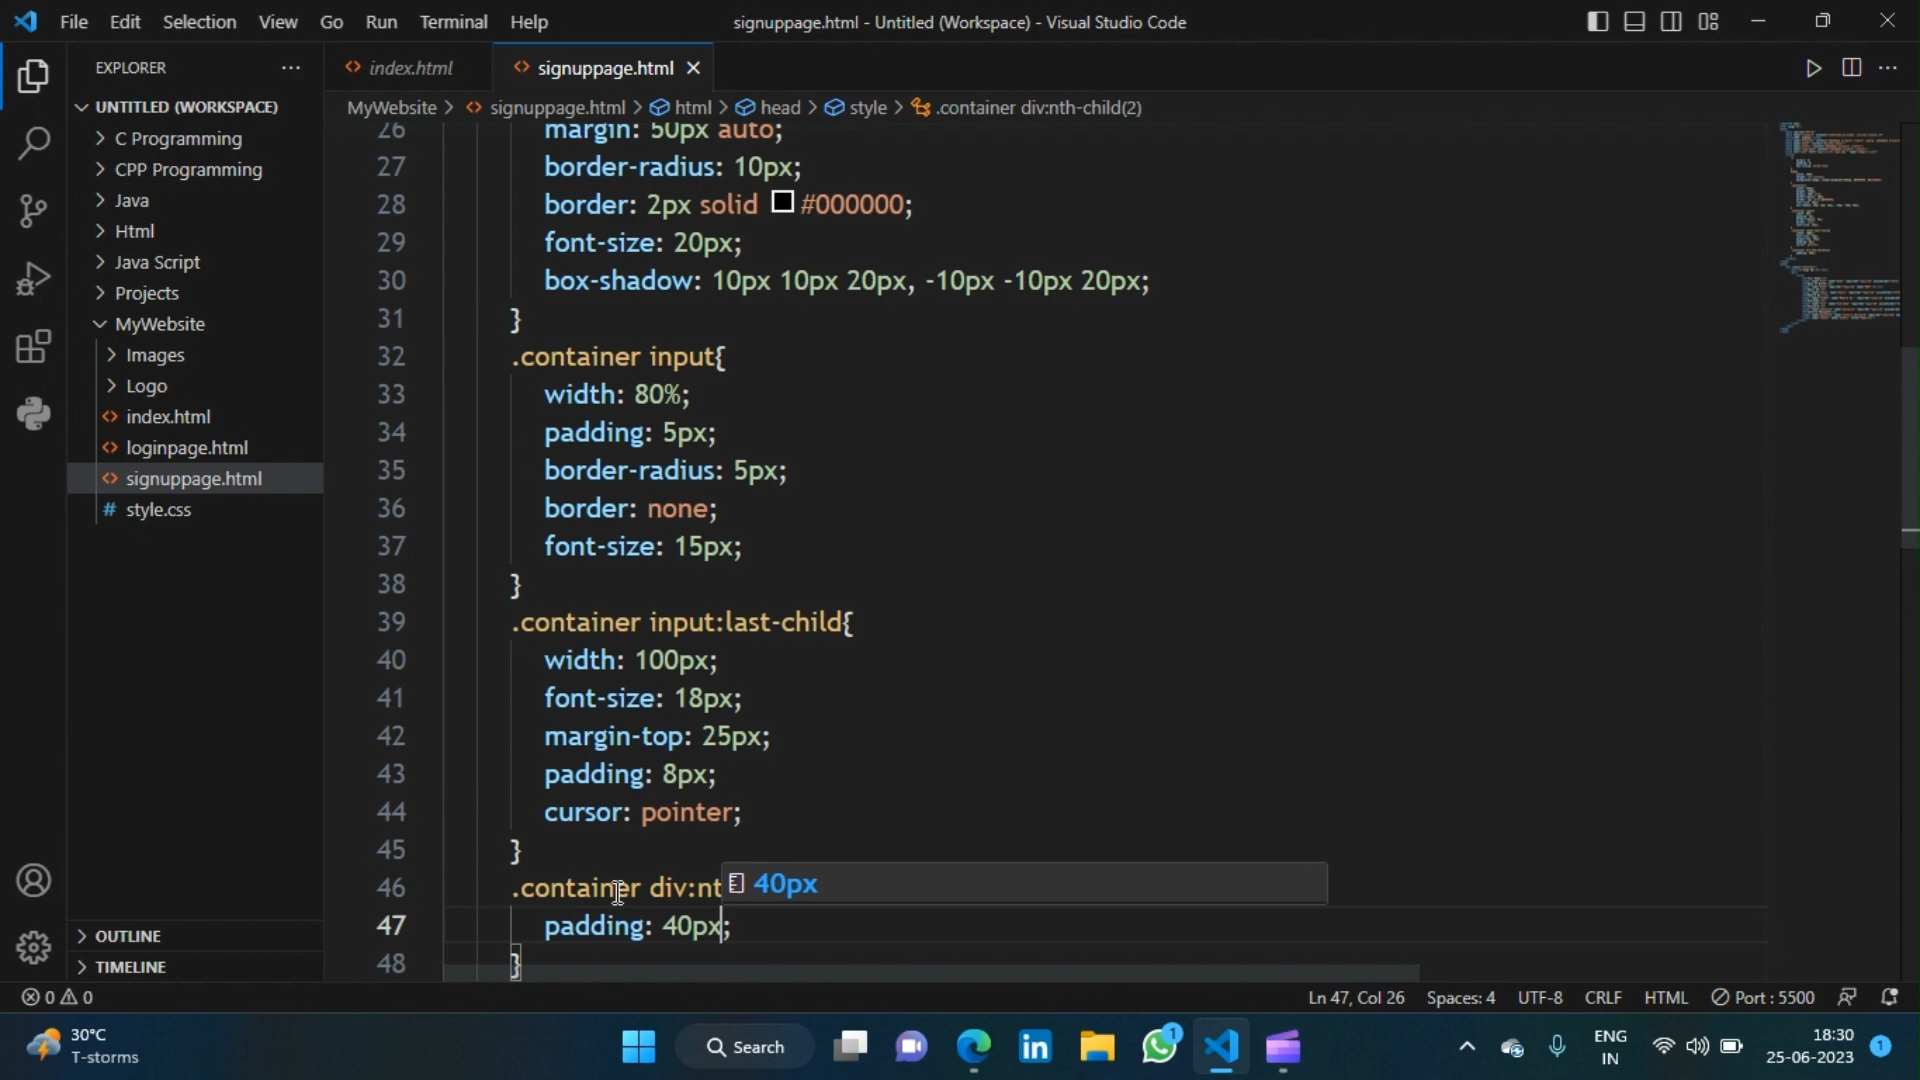 File Edit Selection View Go Run Terminal Help
signuppage.html - Untitled (Workspace) - Visual Studio Code
EXPLORER
UNTITLED (WORKSPACE)
C Programming
CPP Programming
Java
Html
Java Script
Projects
MyWebsite
Images
Logo
index.html
loginpage.html
signuppage.html
style.css
OUTLINE
TIMELINE
index.html signuppage.html
MyWebsite > signuppage.html > html > head > style > .container div:nth-child(2)
26 margin: 50px auto;
27 border-radius: 10px;
28 border: 2px solid #000000;
29 font-size: 20px;
30 box-shadow: 10px 10px 20px, -10px -10px 20px;
31 }
32 .container input{
33 width: 80%;
34 padding: 5px;
35 border-radius: 5px;
36 border: none;
37 font-size: 15px;
38 }
39 .container input:last-child{
40 width: 100px;
41 font-size: 18px;
42 margin-top: 25px;
43 padding: 8px;
44 cursor: pointer;
45 }
46 .container div:nt
40px
47 padding: 40px;
48 }
0 0
Ln 47, Col 26 Spaces: 4 UTF-8 CRLF HTML Port : 5500
30°C
T-storms
Search
1
ENG
IN
18:30
25-06-2023
1